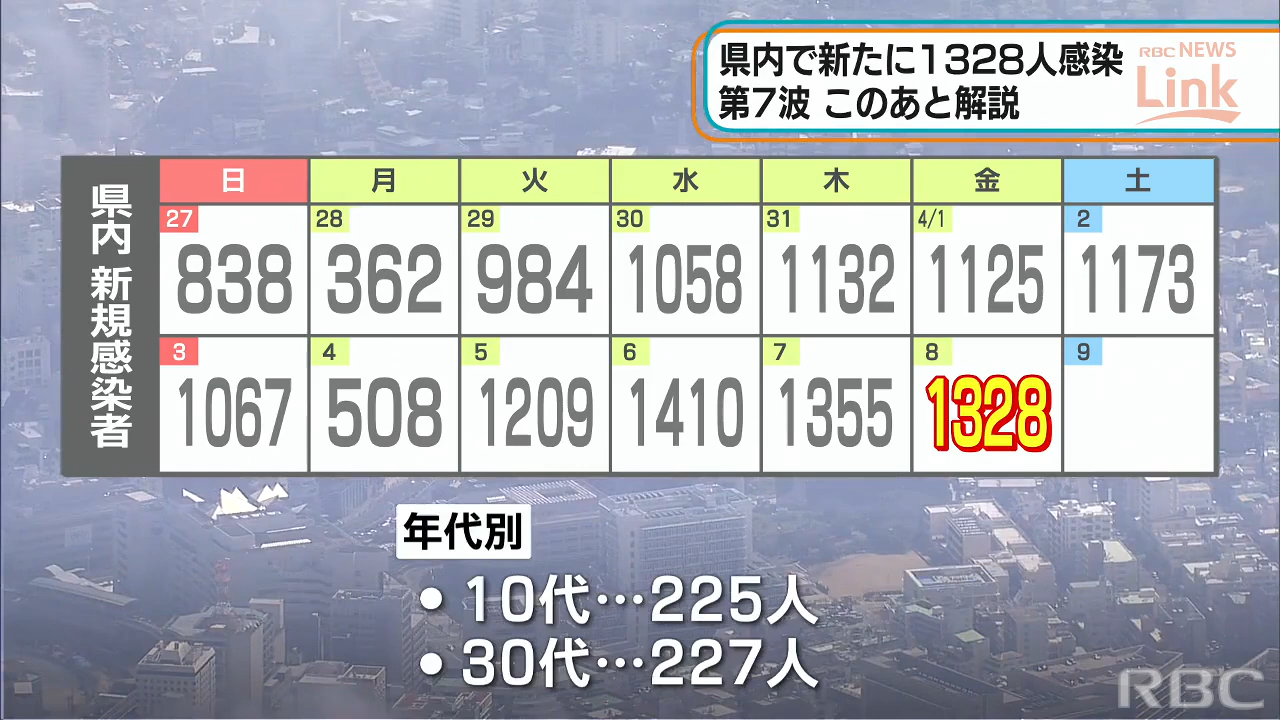 県内で新たに1328人感染
第7波 このあと解説
RBC NEWS
Link
県内 新規感染者
日 月 火 水 木 金 土
27 28 29 30 31 4/1 2
838 362 984 1058 1132 1125 1173
3 4 5 6 7 8 9
1067 508 1209 1410 1355 1328
年代別
● 10代…225人
● 30代…227人
RBC